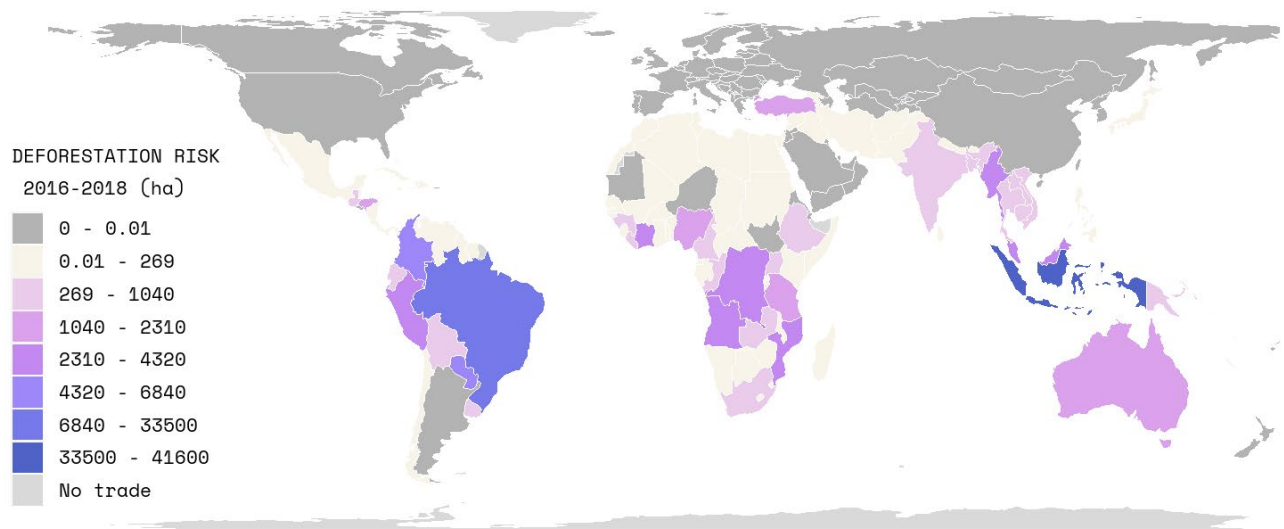 DEFORESTATION RISK
2016-2018 (ha)
0 - 0.01
0.01 - 269
269 - 1040
1040 - 2310
2310 - 4320
4320 - 6840
6840 - 33500
33500 - 41600
No trade